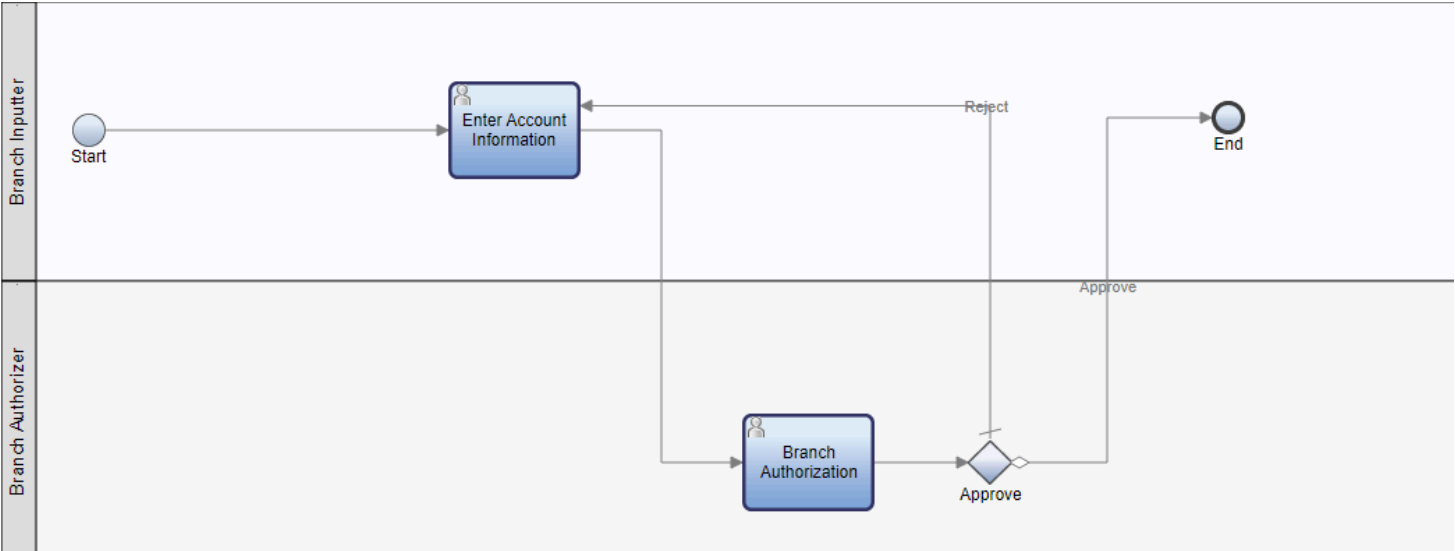 Branch Inputter
Start
Enter Account
Information
Reject
End
Approve
Branch Authorizer
Branch
Authorization
Approve